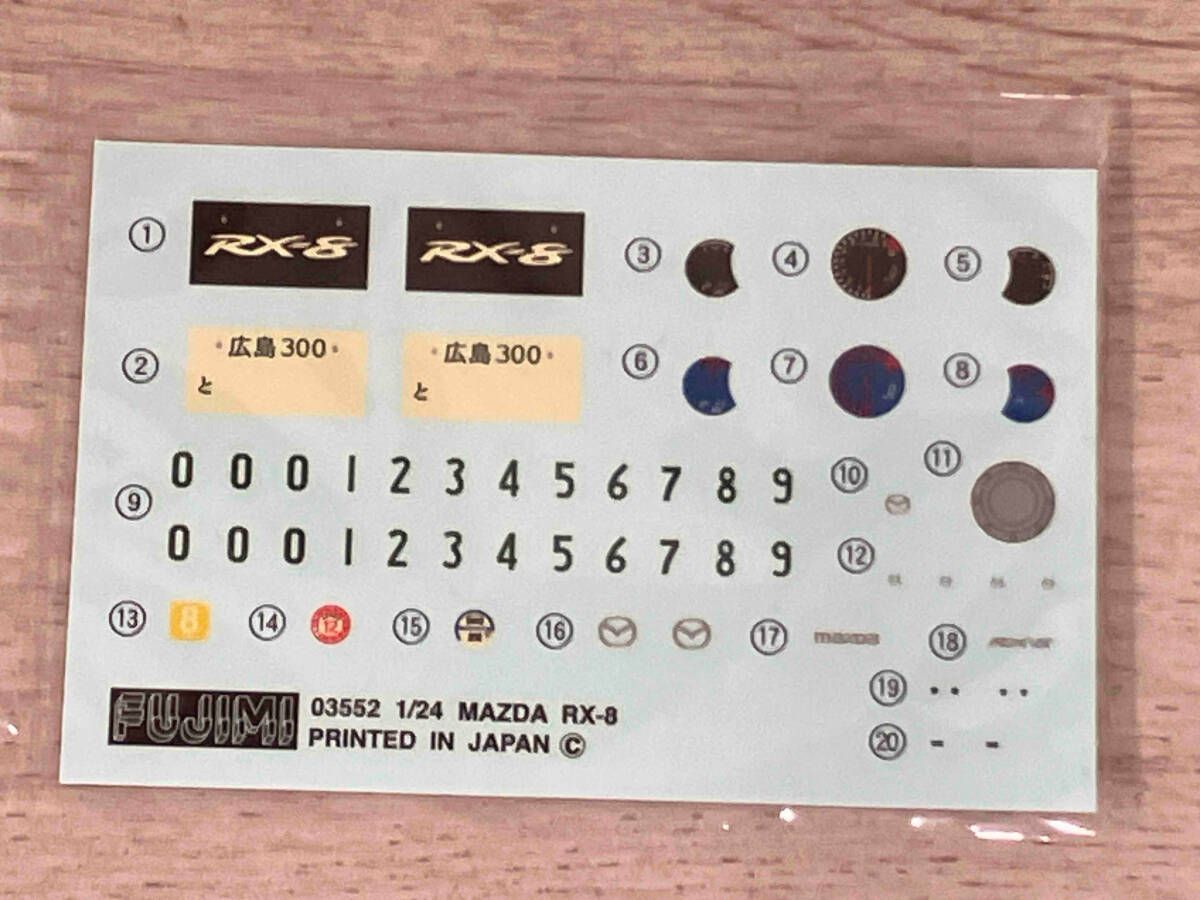 ① RX-8 RX-8 ③ ④ ⑤
② 広島300 広島300 ⑥ ⑦ ⑧
と と
⑨ 0 0 0 1 2 3 4 5 6 7 8 9 ⑩ ⑪
0 0 0 1 2 3 4 5 6 7 8 9 ⑫
⑬ 8 ⑭ 12 ⑮ ⑯ ⑰ mazda ⑱
⑲
FUJIMI 03552 1/24 MAZDA RX-8
PRINTED IN JAPAN © ⑳